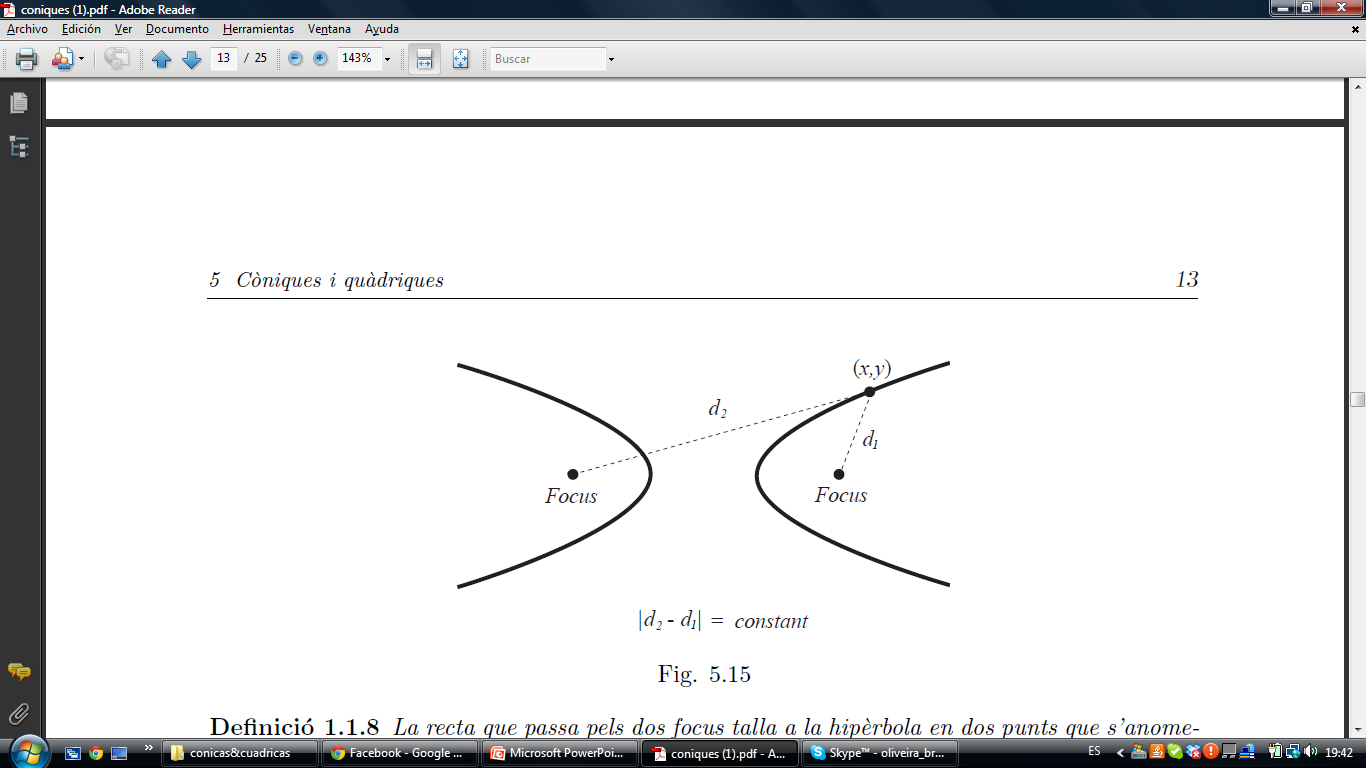 coniques (1).pdf - Adobe Reader
Archivo Edición Ver Documento Herramientas Ventana Ayuda
13 / 25 143% Buscar
5 Còniques i quàdriques 13
(x,y)
d2
d1
Focus Focus
|d2 - d1| = constant
Fig. 5.15
Definició 1.1.8 La recta que passa pels dos focus talla a la hipèrbola en dos punts que s'anome-
» conicas&cuadricas Facebook - Google ... Microsoft PowerPoi... coniques (1).pdf - A... Skype™ - oliveira_br... ES 19:42